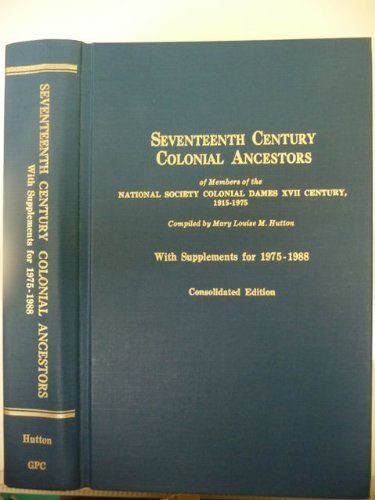 SEVENTEENTH CENTURY COLONIAL ANCESTORS
With Supplements for 1975-1988
Hutton
GPC
SEVENTEENTH CENTURY
COLONIAL ANCESTORS
of Members of the
NATIONAL SOCIETY COLONIAL DAMES XVII CENTURY,
1915-1975
Compiled by Mary Louise M. Hutton
With Supplements for 1975-1988
Consolidated Edition